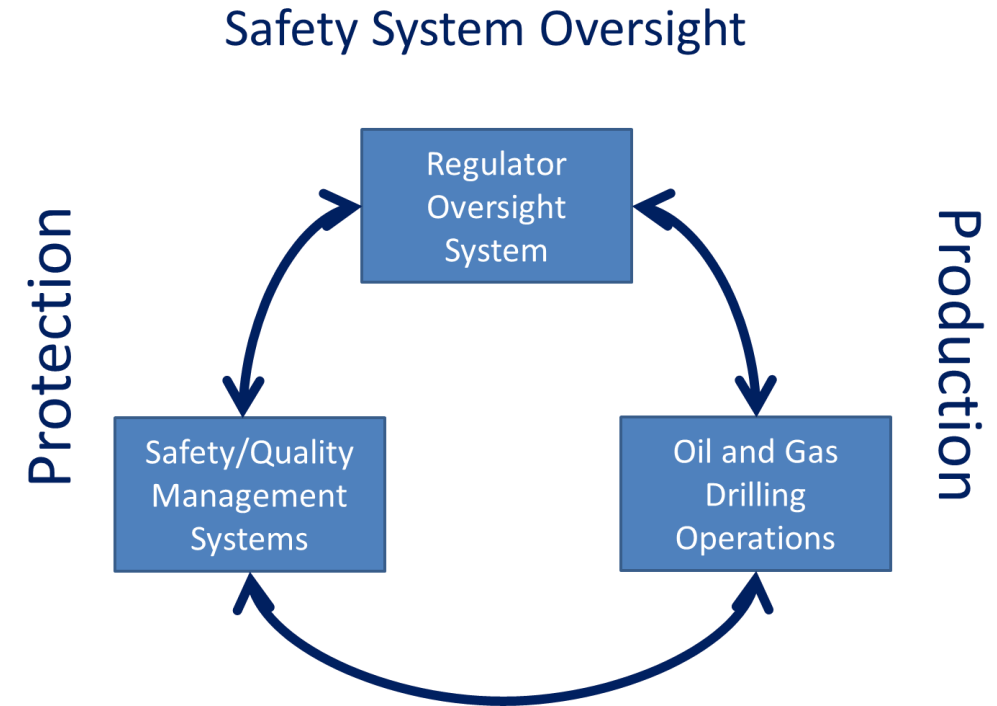 Safety System Oversight
Regulator
Oversight
System
Protection
Production
Safety/Quality
Management
Systems
Oil and Gas
Drilling
Operations